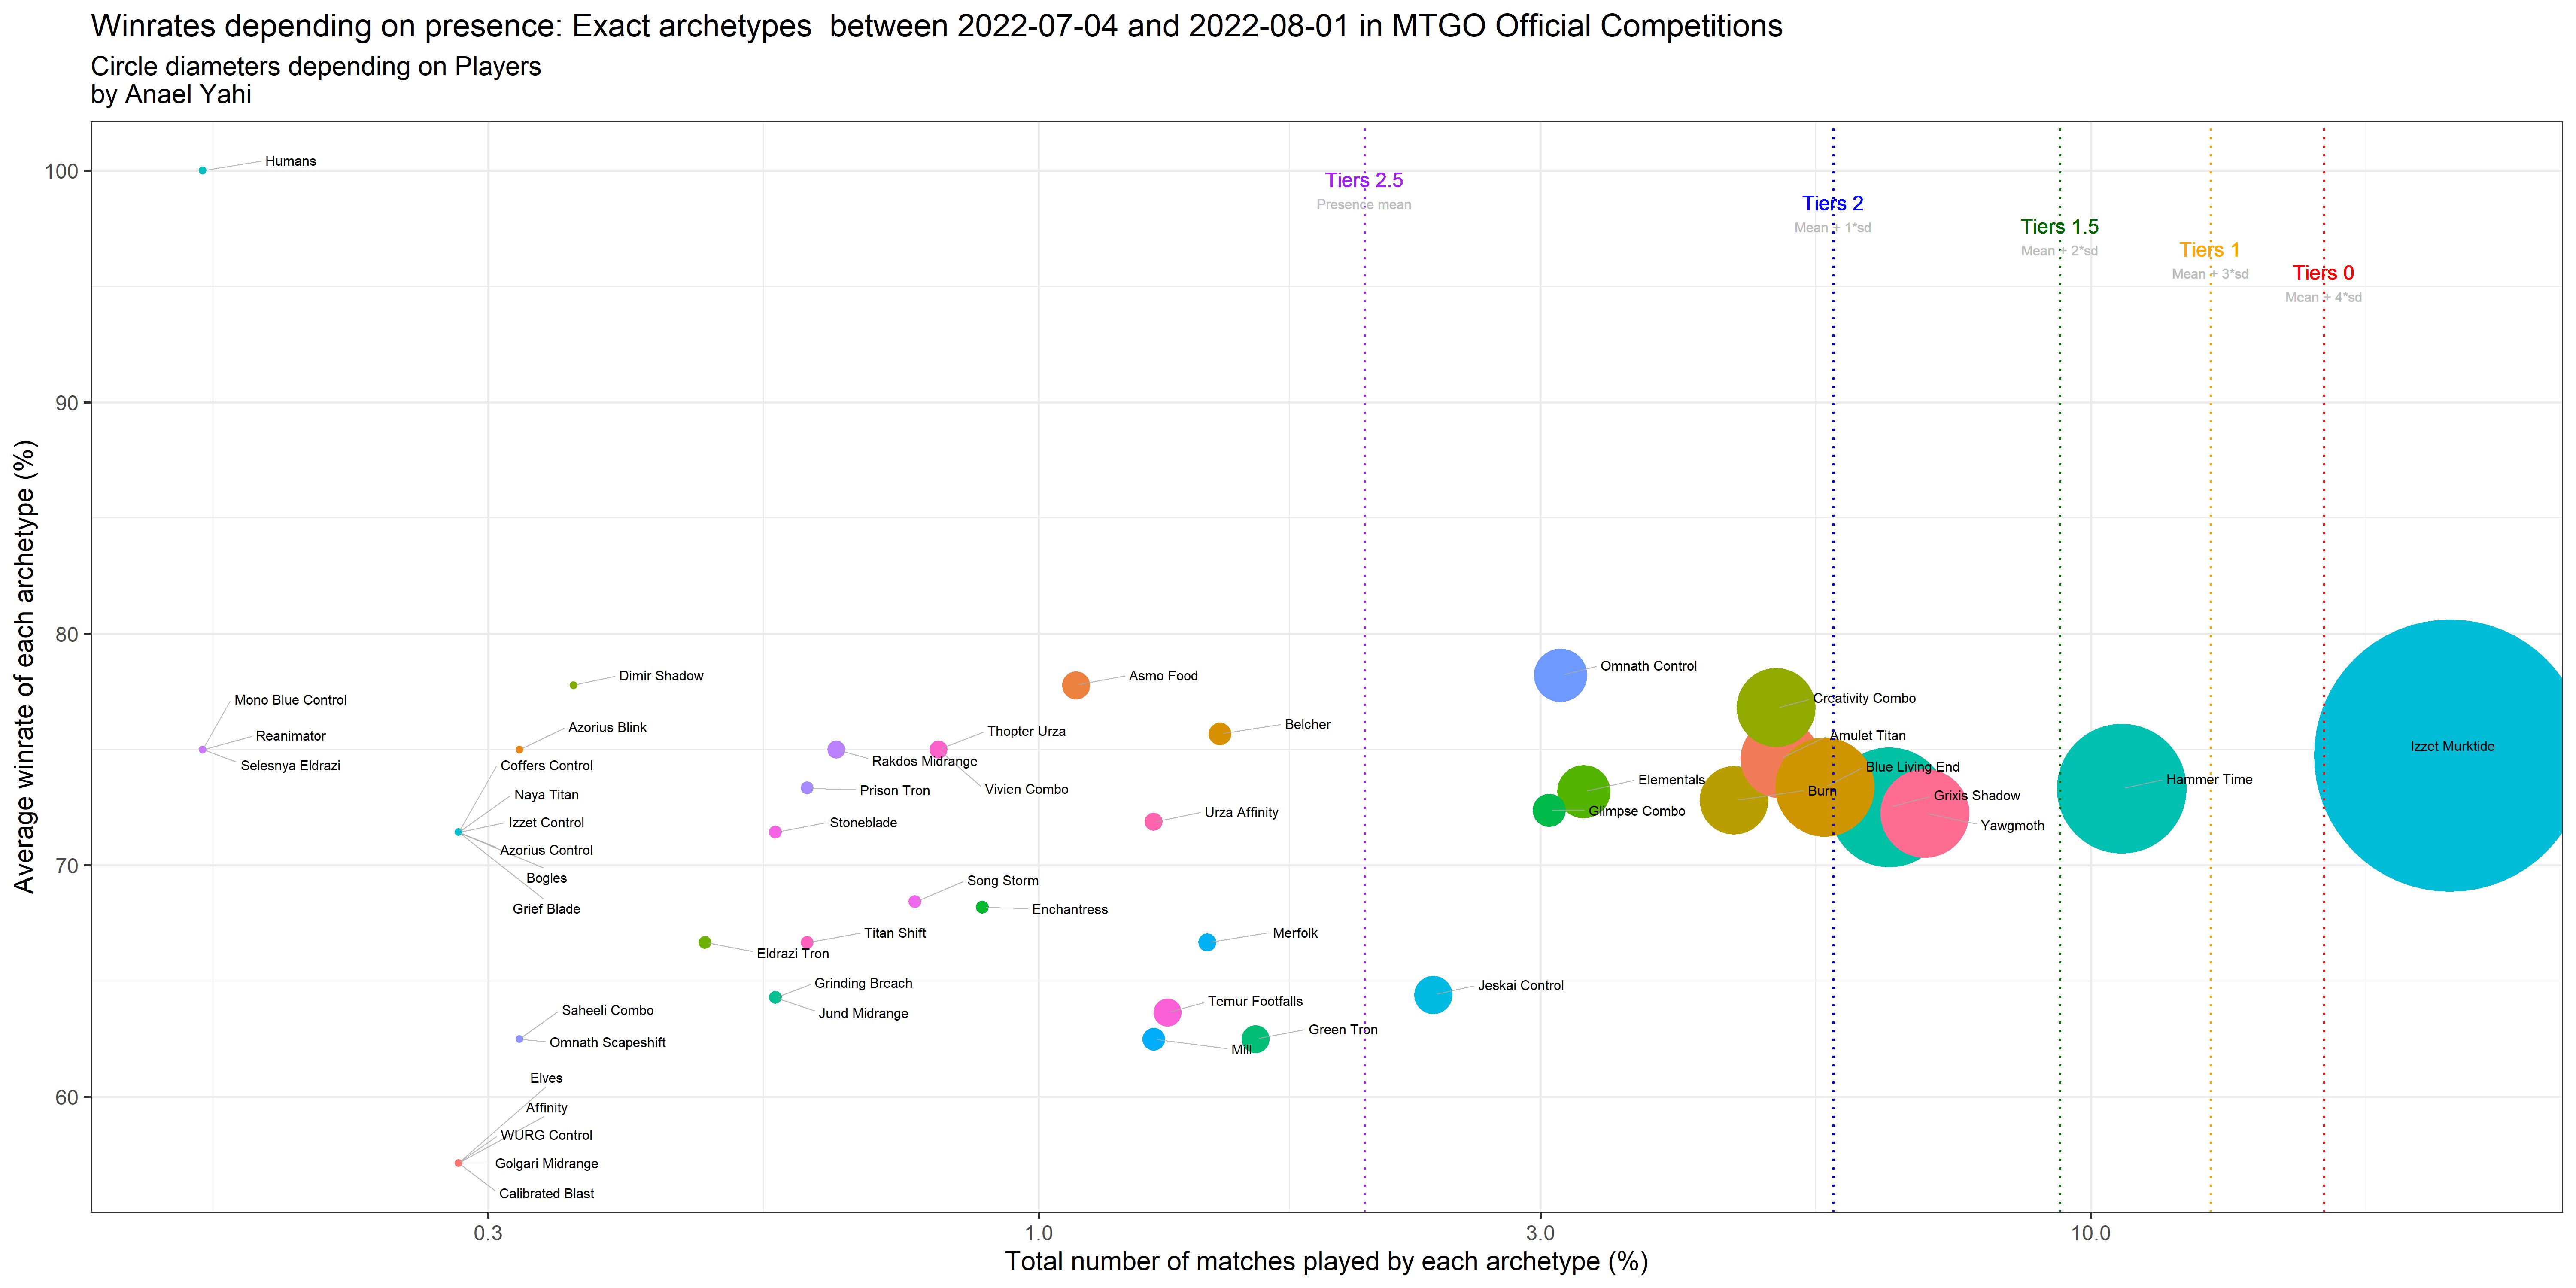 Winrates depending on presence: Exact archetypes  between 2022-07-04 and 2022-08-01 in MTGO Official Competitions
Circle diameters depending on Players
by Anael Yahi
Average winrate of each archetype (%)
100
90
80
70
60
Humans
Tiers 2.5
Presence mean
Tiers 2
Mean + 1*sd
Tiers 1.5
Mean + 2*sd
Tiers 1
Mean + 3*sd
Tiers 0
Mean + 4*sd
Omnath Control
Dimir Shadow
Asmo Food
Mono Blue Control
Creativity Combo
Azorius Blink
Belcher
Thopter Urza
Reanimator
Amulet Titan
Izzet Murktide
Rakdos Midrange
Selesnya Eldrazi
Coffers Control
Blue Living End
Elementals
Hammer Time
Vivien Combo
Prison Tron
Burn
Naya Titan
Grixis Shadow
Glimpse Combo
Urza Affinity
Izzet Control
Stoneblade
Yawgmoth
Azorius Control
Bogles
Song Storm
Grief Blade
Enchantress
Titan Shift
Merfolk
Eldrazi Tron
Grinding Breach
Jeskai Control
Temur Footfalls
Saheeli Combo
Jund Midrange
Green Tron
Omnath Scapeshift
Mill
Elves
Affinity
WURG Control
Golgari Midrange
Calibrated Blast
0.3
1.0
3.0
10.0
Total number of matches played by each archetype (%)